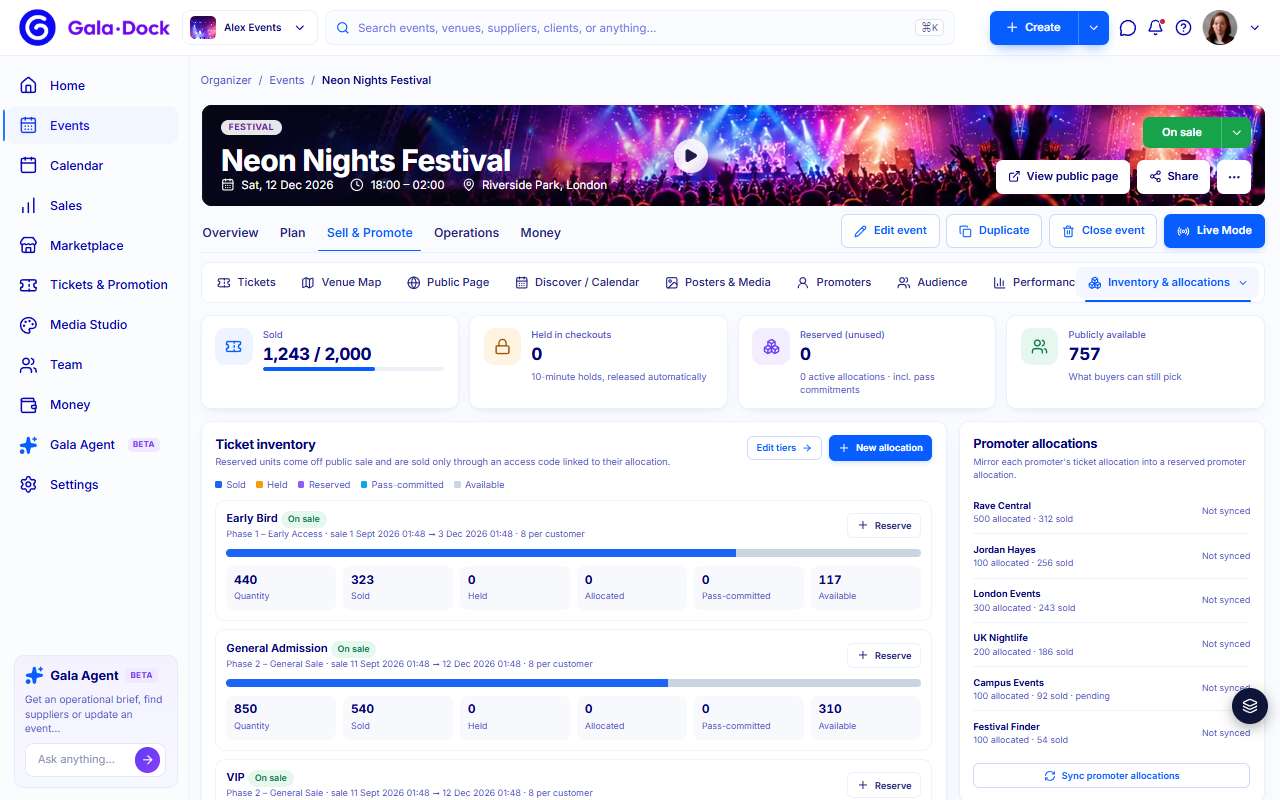 Gala·Dock
Alex Events
Search events, venues, suppliers, clients, or anything...
⌘K
+ Create
Home
Events
Calendar
Sales
Marketplace
Tickets & Promotion
Media Studio
Team
Money
Gala Agent BETA
Settings
Gala Agent BETA
Get an operational brief, find
suppliers or update an
event...
Ask anything...
Organizer / Events / Neon Nights Festival
FESTIVAL
Neon Nights Festival
Sat, 12 Dec 2026 18:00 – 02:00 Riverside Park, London
On sale
View public page
Share
Overview Plan Sell & Promote Operations Money
Edit event Duplicate Close event Live Mode
Tickets Venue Map Public Page Discover / Calendar Posters & Media Promoters Audience Performanc Inventory & allocations
Sold
1,243 / 2,000
Held in checkouts
0
10-minute holds, released automatically
Reserved (unused)
0
0 active allocations · incl. pass
commitments
Publicly available
757
What buyers can still pick
Ticket inventory
Reserved units come off public sale and are sold only through an access code linked to their allocation.
Edit tiers →
+ New allocation
Sold Held Reserved Pass-committed Available
Early Bird On sale
Phase 1 – Early Access · sale 1 Sept 2026 01:48 → 3 Dec 2026 01:48 · 8 per customer
+ Reserve
440 323 0 0 0 117
Quantity Sold Held Allocated Pass-committed Available
General Admission On sale
Phase 2 – General Sale · sale 11 Sept 2026 01:48 → 12 Dec 2026 01:48 · 8 per customer
+ Reserve
850 540 0 0 0 310
Quantity Sold Held Allocated Pass-committed Available
VIP On sale
Phase 2 – General Sale · sale 11 Sept 2026 01:48 → 12 Dec 2026 01:48 · 8 per customer
+ Reserve
Promoter allocations
Mirror each promoter's ticket allocation into a reserved promoter
allocation.
Rave Central
500 allocated · 312 sold
Not synced
Jordan Hayes
100 allocated · 256 sold
Not synced
London Events
300 allocated · 243 sold
Not synced
UK Nightlife
200 allocated · 186 sold
Not synced
Campus Events
100 allocated · 92 sold · pending
Not synced
Festival Finder
100 allocated · 54 sold
Not synced
Sync promoter allocations